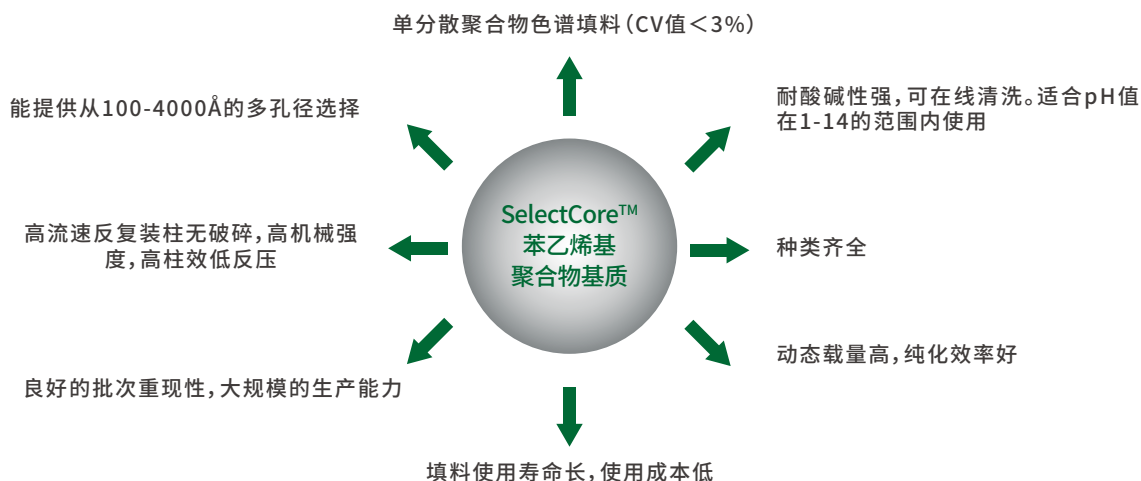 单分散聚合物色谱填料（CV值＜3%）
能提供从100-4000Å的多孔径选择
耐酸碱性强，可在线清洗。适合pH值
在1-14的范围内使用
高流速反复装柱无破碎，高机械强
度，高柱效低反压
SelectCore™
苯乙烯基
聚合物基质
种类齐全
良好的批次重现性，大规模的生产能力
动态载量高，纯化效率好
填料使用寿命长，使用成本低